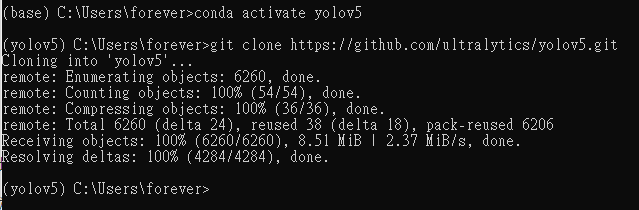 (base) C:\Users\forever>conda activate yolov5
(yolov5) C:\Users\forever>git clone https://github.com/ultralytics/yolov5.git
Cloning into 'yolov5'...
remote: Enumerating objects: 6260, done.
remote: Counting objects: 100% (54/54), done.
remote: Compressing objects: 100% (36/36), done.
remote: Total 6260 (delta 24), reused 38 (delta 18), pack-reused 6206
Receiving objects: 100% (6260/6260), 8.51 MiB | 2.37 MiB/s, done.
Resolving deltas: 100% (4284/4284), done.
(yolov5) C:\Users\forever>